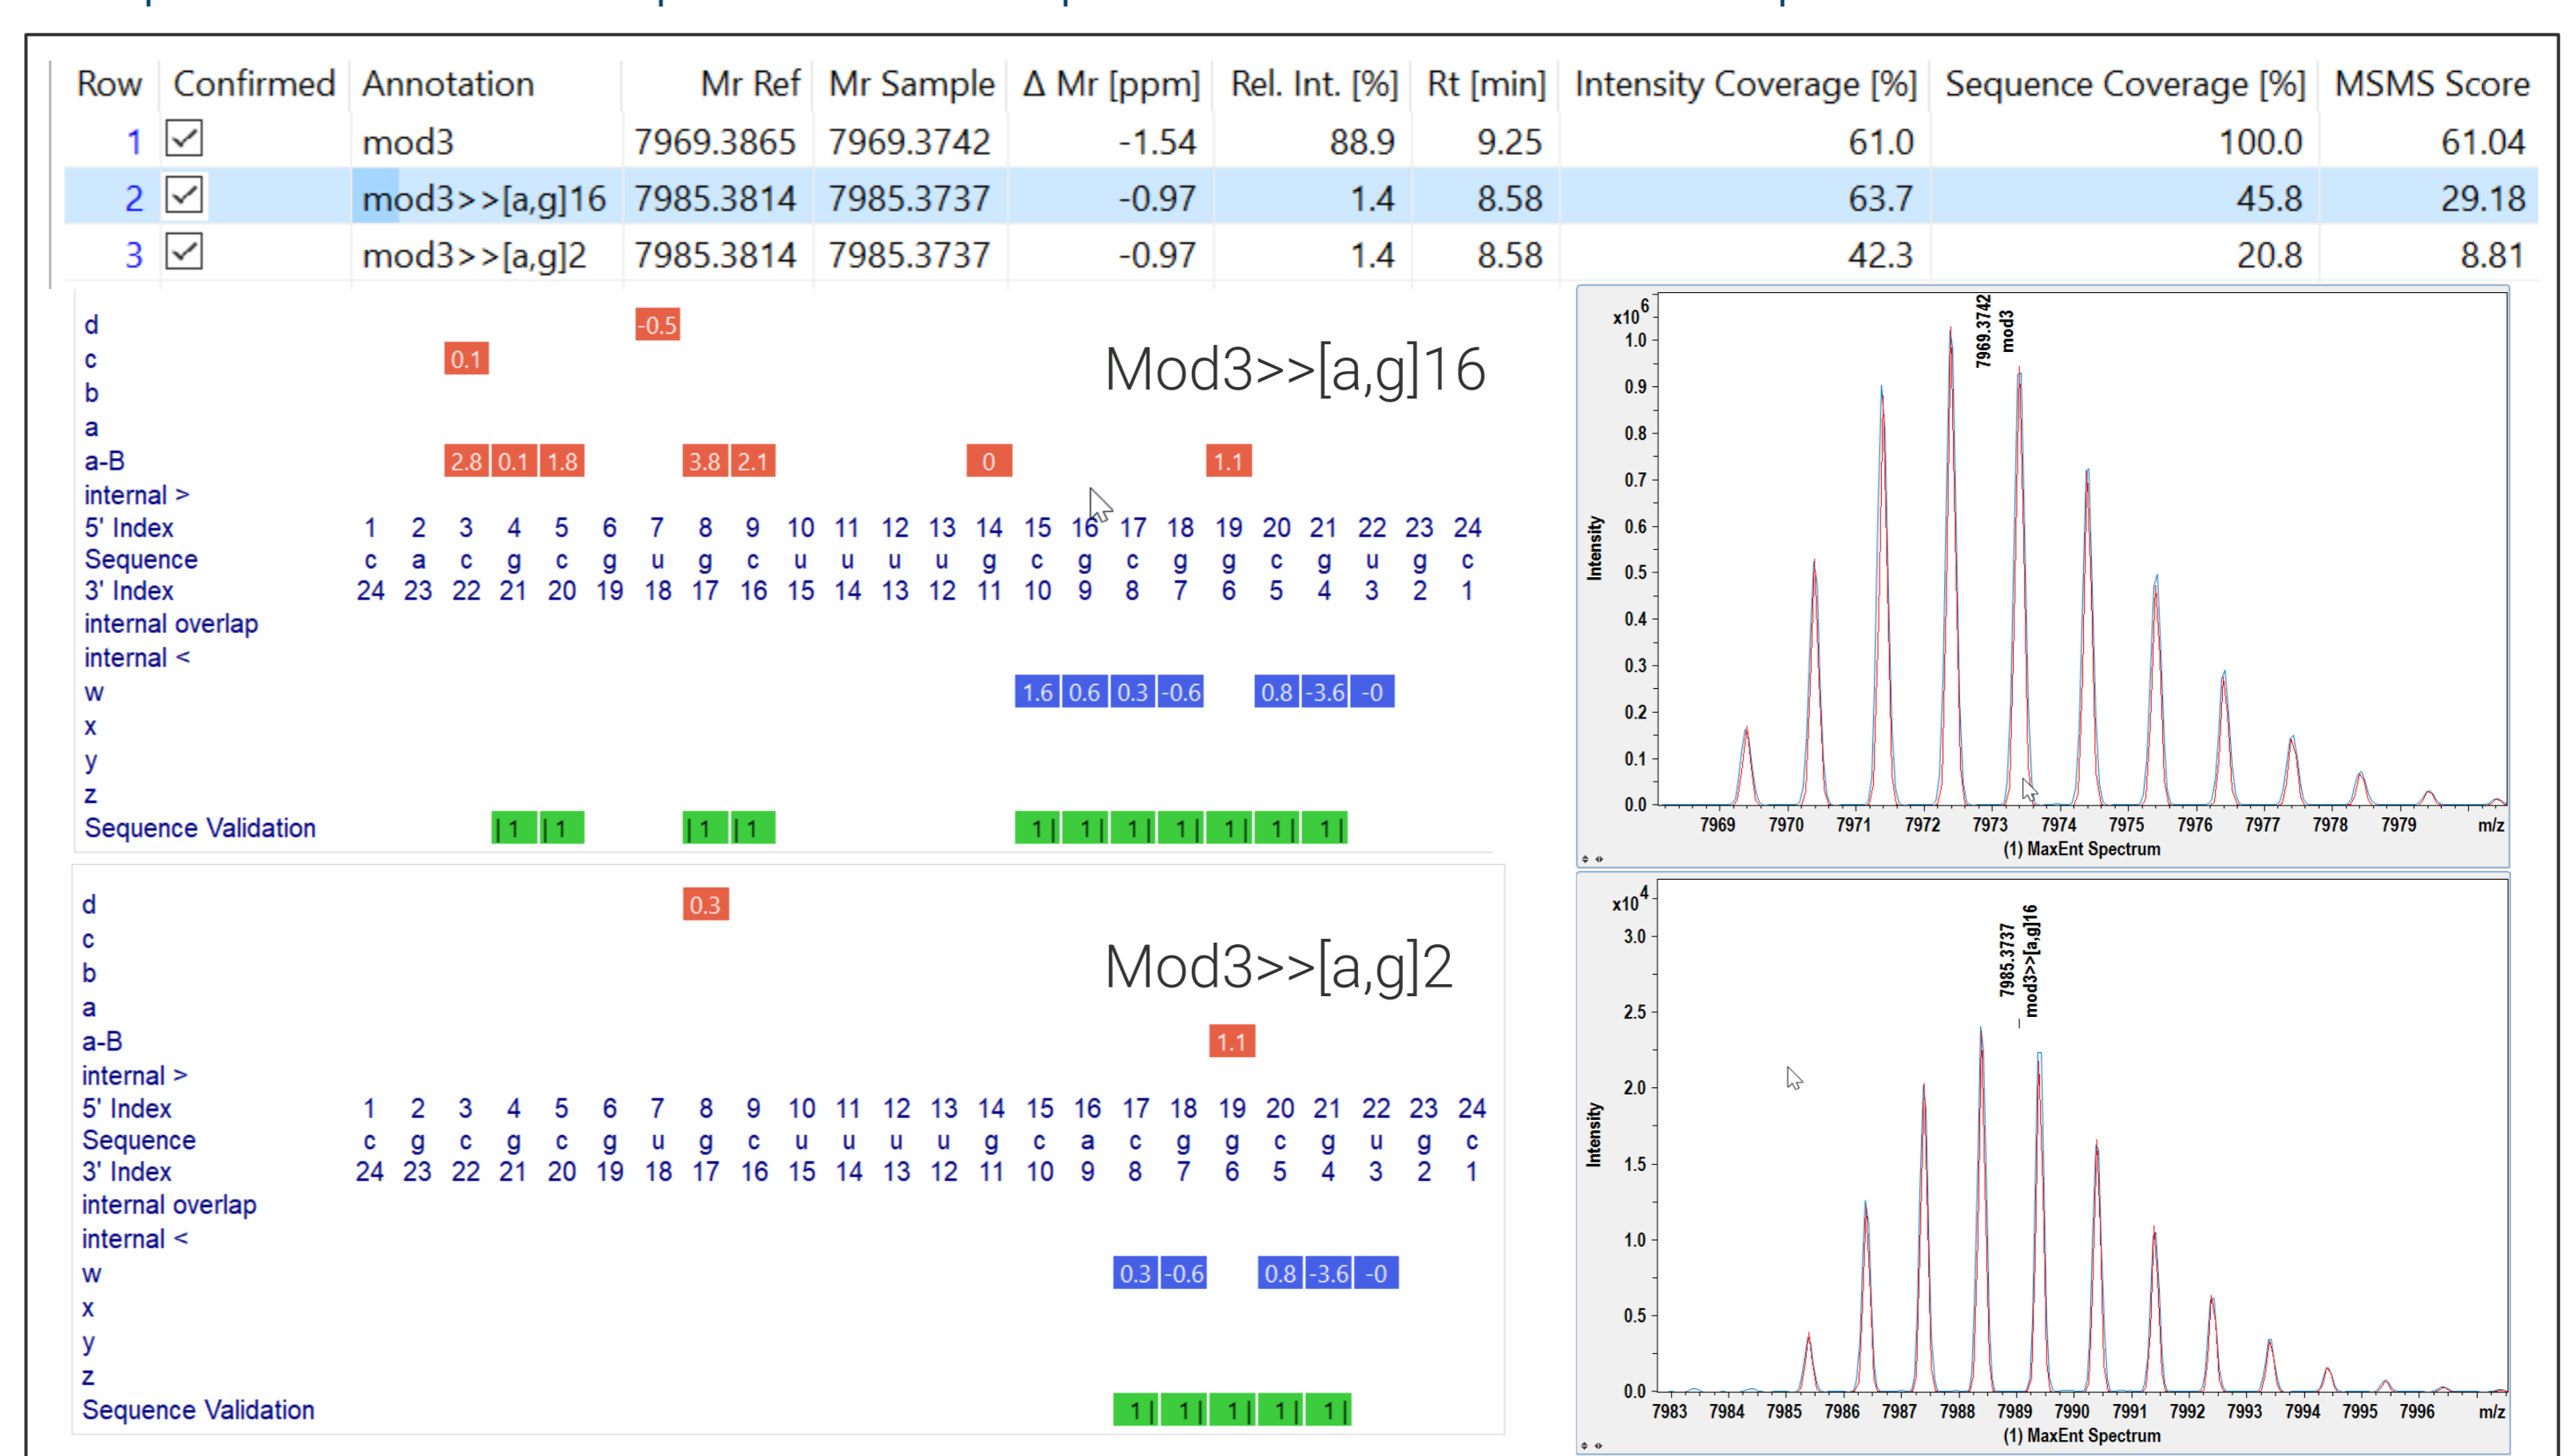 Row Confirmed Annotation Mr Ref Mr Sample Δ Mr [ppm] Rel. Int. [%] Rt [min] Intensity Coverage [%] Sequence Coverage [%] MSMS Score
1 mod3 7969.3865 7969.3742 -1.54 88.9 9.25 61.0 100.0 61.04
2 mod3>>[a,g]16 7985.3814 7985.3737 -0.97 1.4 8.58 63.7 45.8 29.18
3 mod3>>[a,g]2 7985.3814 7985.3737 -0.97 1.4 8.58 42.3 20.8 8.81
Mod3>>[a,g]16
d -0.5
c 0.1
b
a
a-B 2.8 0.1 1.8 3.8 2.1 0 1.1
internal >
5' Index 1 2 3 4 5 6 7 8 9 10 11 12 13 14 15 16 17 18 19 20 21 22 23 24
Sequence c a c g c g u g c u u u u g c g c g g c g u g c
3' Index 24 23 22 21 20 19 18 17 16 15 14 13 12 11 10 9 8 7 6 5 4 3 2 1
internal overlap
internal <
w 1.6 0.6 0.3 -0.6 0.8 -3.6 -0
x
y
z
Sequence Validation |1 |1 |1 |1 1| 1| 1| 1| 1| 1| 1|
x10 6
1.0
0.9
0.8
0.7
0.6
0.5
0.4
0.3
0.2
0.1
0.0
Intensity
7969.3742
mod3
7969 7970 7971 7972 7973 7974 7975 7976 7977 7978 7979 m/z
(1) MaxEnt Spectrum
Mod3>>[a,g]2
d 0.3
c
b
a
a-B 1.1
internal >
5' Index 1 2 3 4 5 6 7 8 9 10 11 12 13 14 15 16 17 18 19 20 21 22 23 24
Sequence c g c g c g u g c u u u u g c a c g g c g u g c
3' Index 24 23 22 21 20 19 18 17 16 15 14 13 12 11 10 9 8 7 6 5 4 3 2 1
internal overlap
internal <
w 0.3 -0.6 0.8 -3.6 -0
x
y
z
Sequence Validation 1| 1| 1| 1| 1|
x10 4
3.0
2.5
2.0
1.5
1.0
0.5
0.0
Intensity
7985.3737
mod3>>[a,g]16
7983 7984 7985 7986 7987 7988 7989 7990 7991 7992 7993 7994 7995 7996 m/z
(1) MaxEnt Spectrum